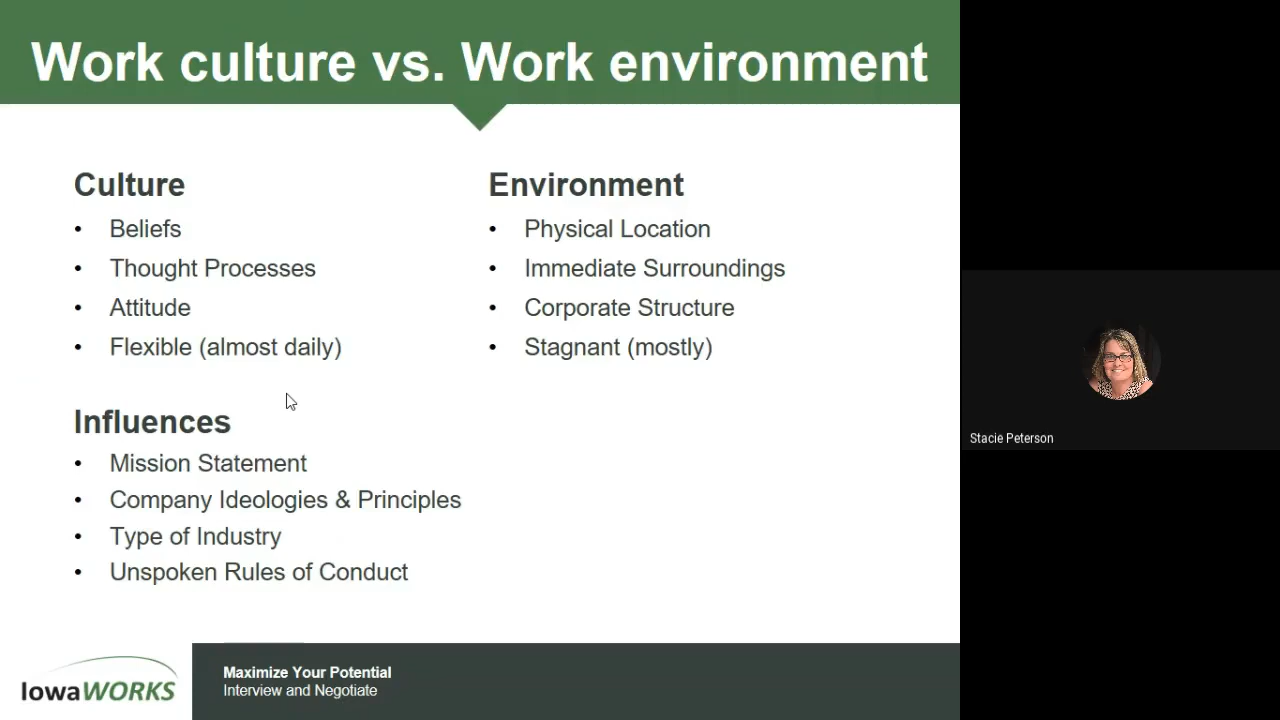 Work culture vs. Work environment
Culture
• Beliefs
• Thought Processes
• Attitude
• Flexible (almost daily)
Environment
• Physical Location
• Immediate Surroundings
• Corporate Structure
• Stagnant (mostly)
Influences
• Mission Statement
• Company Ideologies & Principles
• Type of Industry
• Unspoken Rules of Conduct
Stacie Peterson
IowaWORKS
Maximize Your Potential
Interview and Negotiate